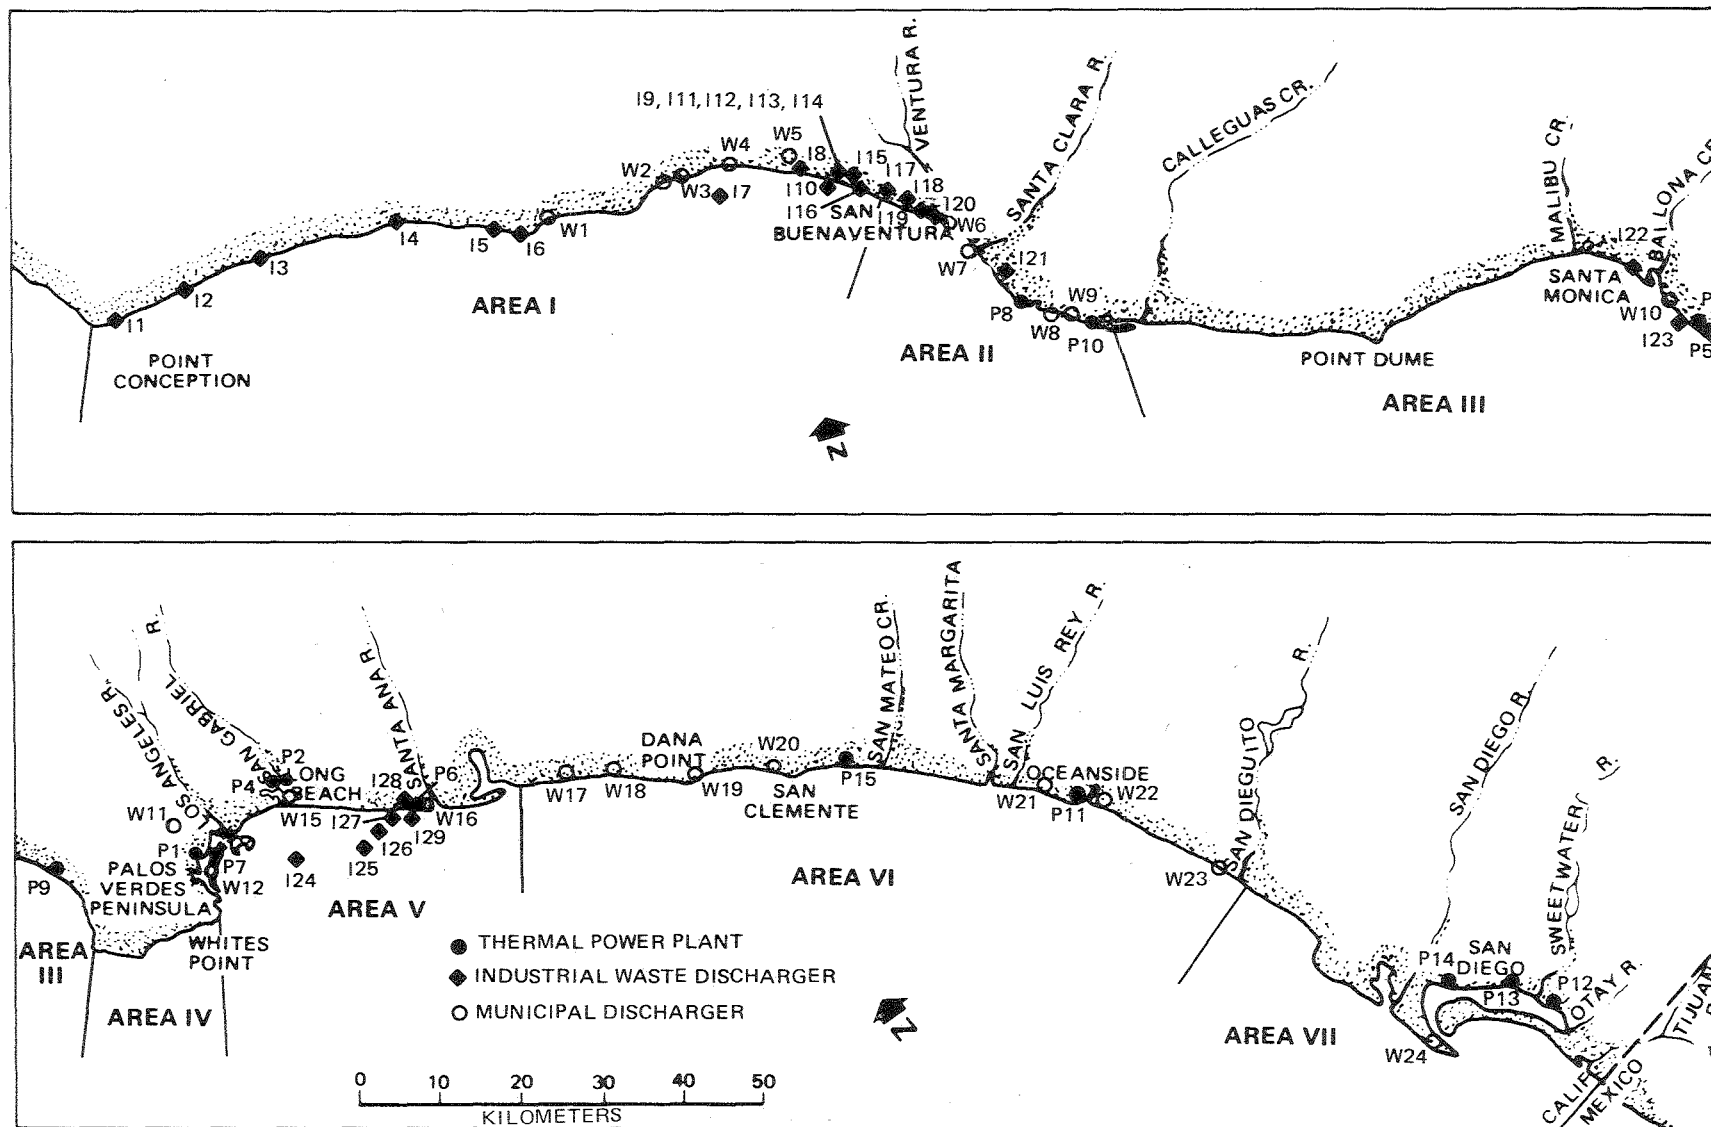 VENTURA R.
SANTA CLARA R.
CALLEGUAS CR.
MALIBU CR.
BALLONA CR.
I9, I11, I12, I13, I14
W5
W4
I8
I15
W2
I17
W3
I7
I10
I18
I16
I20
SAN
BUENAVENTURA
I19
W6
I4
I5
I6
W1
I22
W7
I21
I3
SANTA
MONICA
I2
AREA I
P8
W9
W10
I1
W8
P10
I23
P5
POINT
CONCEPTION
AREA II
POINT DUME
AREA III
N
LOS ANGELES R.
SAN GABRIEL R.
SANTA ANA R.
SAN MATEO CR.
SANTA MARGARITA
SAN LUIS REY R.
SAN DIEGUITO R.
SAN DIEGO R.
SWEETWATER R.
OTAY R.
P2
P4
LONG
BEACH
I28
P6
DANA
POINT
W20
P15
OCEANSIDE
W11
W15
I27
W16
W17
W18
W19
SAN
CLEMENTE
W21
P11
W22
I29
I26
P1
P7
I25
P9
PALOS
VERDES
PENINSULA
W12
I24
W23
AREA VI
AREA V
AREA
III
WHITES
POINT
THERMAL POWER PLANT
INDUSTRIAL WASTE DISCHARGER
MUNICIPAL DISCHARGER
AREA IV
N
P14
SAN
DIEGO
P13
P12
AREA VII
W24
CALIF
MEXICO
0 10 20 30 40 50
KILOMETERS